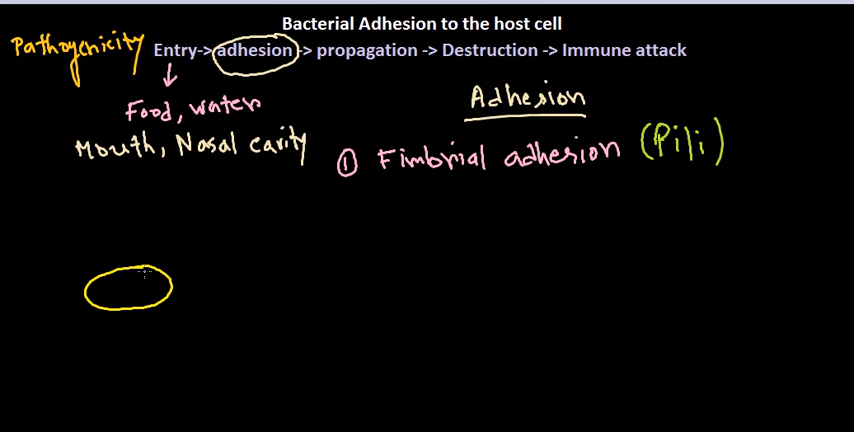 Bacterial Adhesion to the host cell
Pathogenicity Entry->adhesion-> propagation -> Destruction -> Immune attack
Food, water
Mouth, Nasal cavity
Adhesion
① Fimbrial adhesion (Pili)